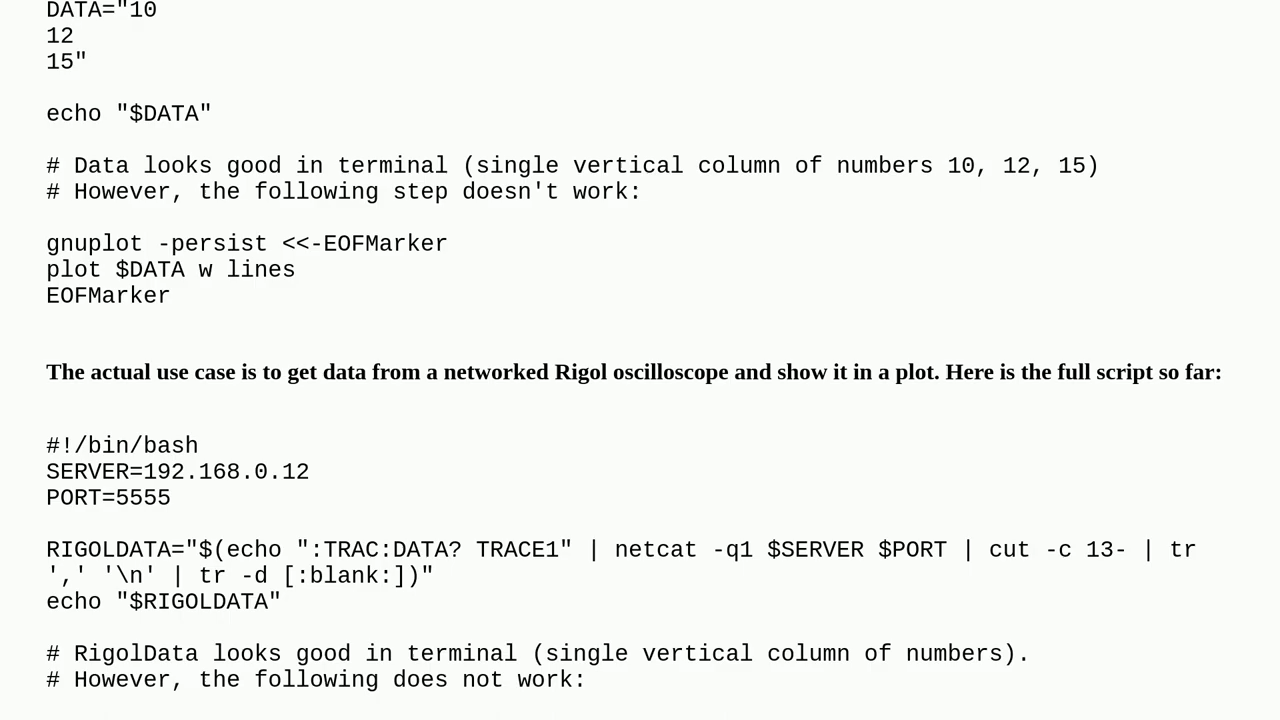 DATA="10
12
15"
echo "$DATA"
# Data looks good in terminal (single vertical column of numbers 10, 12, 15)
# However, the following step doesn't work:
gnuplot -persist <<-EOFMarker
plot $DATA w lines
EOFMarker
The actual use case is to get data from a networked Rigol oscilloscope and show it in a plot. Here is the full script so far:
#!/bin/bash
SERVER=192.168.0.12
PORT=5555
RIGOLDATA="$(echo ":TRAC:DATA? TRACE1" | netcat -q1 $SERVER $PORT | cut -c 13- | tr
',' '\n' | tr -d [:blank:])"
echo "$RIGOLDATA"
# RigolData looks good in terminal (single vertical column of numbers).
# However, the following does not work: